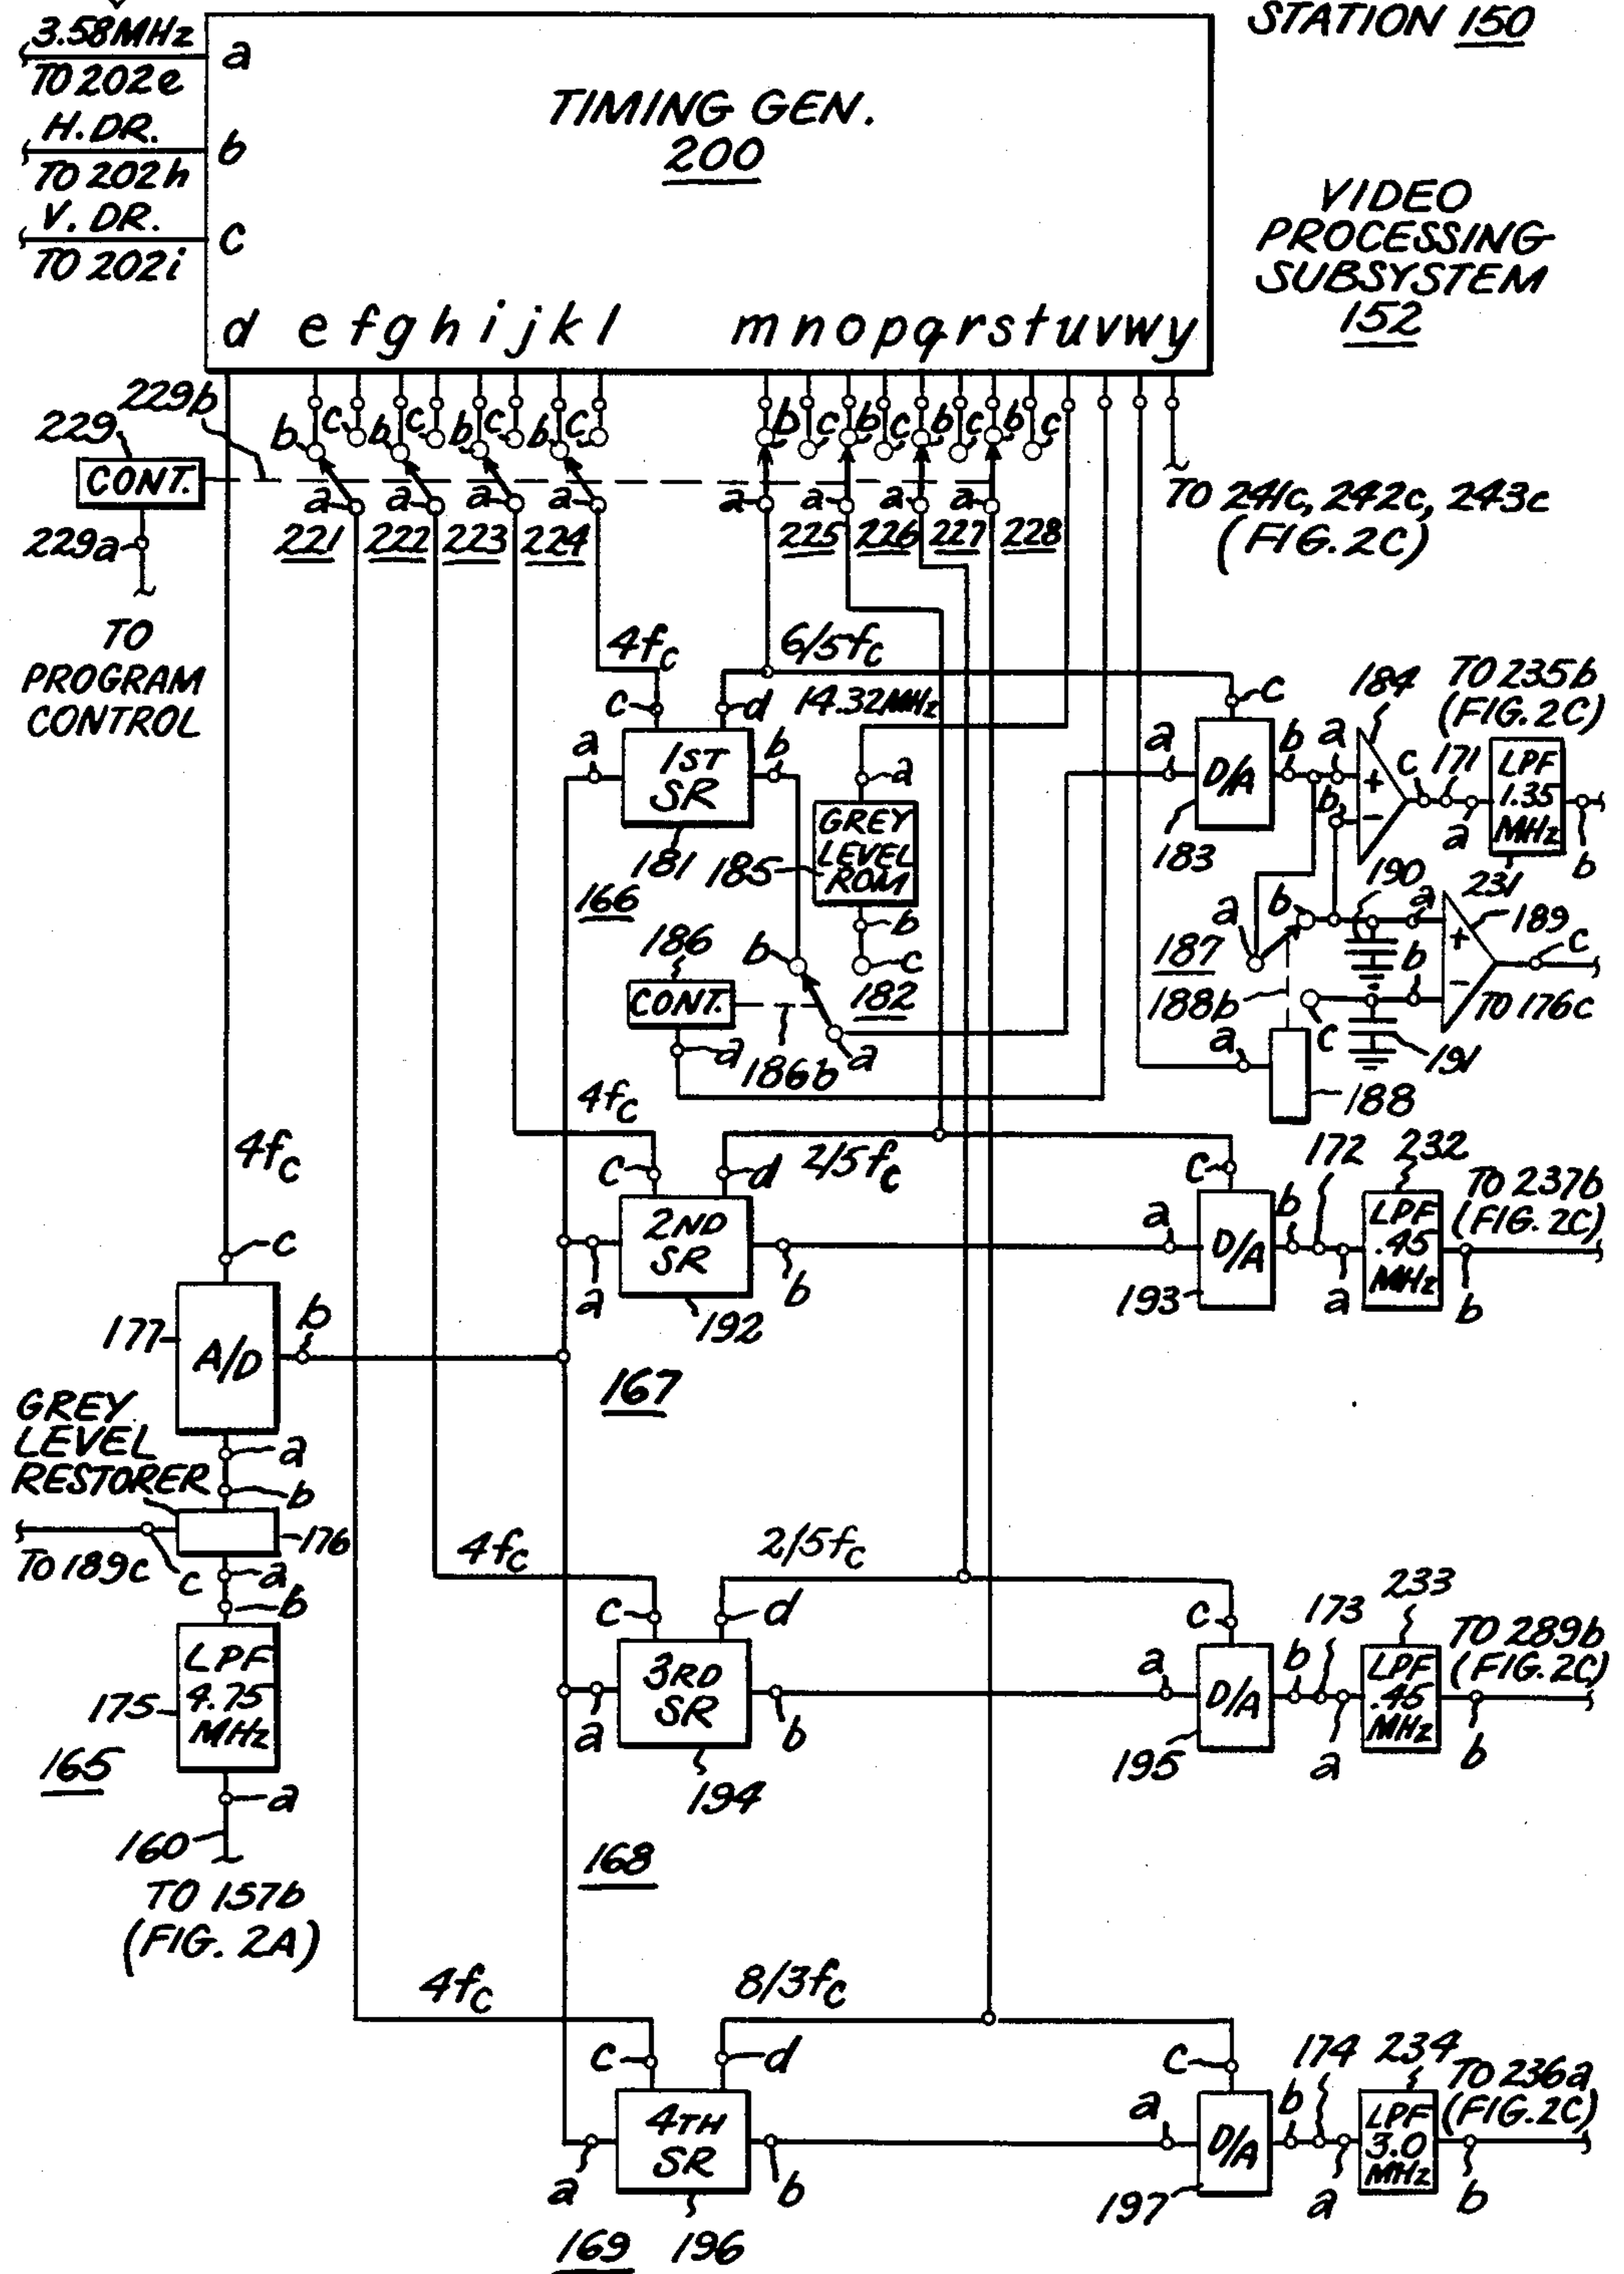 STATION 150
3.58MHz
TO 202e
H.DR.
TO 202h
V. DR.
TO 202i
a
b
c
TIMING GEN.
200
VIDEO
PROCESSING
SUBSYSTEM
152
d e f g h i j k l m n o p q r s t u v w y
229b
229
CONT.
229a
TO
PROGRAM
CONTROL
b c b c b c b c
b c b c b c b c
a a a a
a a a a
221 222 223 224
225 226 227 228
TO 241c, 242c, 243c
(FIG. 2C)
4fc
6/5fc
14.32MHz
c d
a
1ST
SR
b
181
166
a
GREY
LEVEL
ROM
185
b
c
182
186
CONT.
a
186b
b
a
c
a
D/A
b
183
a
b
+
-
184
c
171
a
TO 235b
(FIG. 2C)
LPF
1.35
MHz
231
b
190
a
b
187
188b
c
a
188
a
b
+
-
189
c
TO 176c
191
4fc
4fc
2/5fc
c d
a
2ND
SR
b
192
167
c
a
D/A
b
193
172
a
232
LPF
.45
MHz
b
TO 237b
(FIG. 2C)
c
177
A/D
b
a
GREY
LEVEL
RESTORER
b
176
TO 189c
c
a
b
LPF
4.75
MHz
175
165
a
160
TO 157b
(FIG. 2A)
4fc
2/5fc
c d
a
3RD
SR
b
194
168
c
a
D/A
b
195
173
a
233
LPF
.45
MHz
b
TO 289b
(FIG. 2C)
4fc
8/3fc
c d
a
4TH
SR
b
196
169
c
a
D/A
b
197
174
a
234
LPF
3.0
MHz
b
TO 236a
(FIG. 2C)